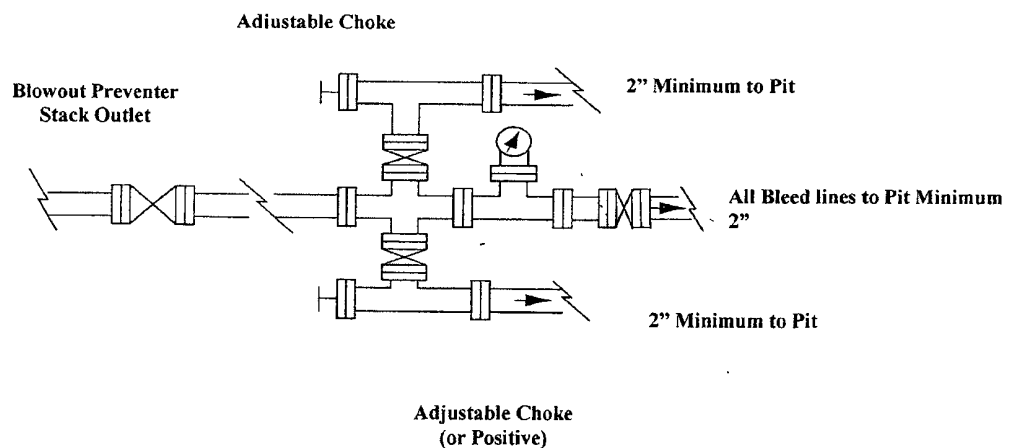 Adjustable Choke
Blowout Preventer
Stack Outlet
2” Minimum to Pit
All Bleed lines to Pit Minimum
2”
2” Minimum to Pit
Adjustable Choke
(or Positive)